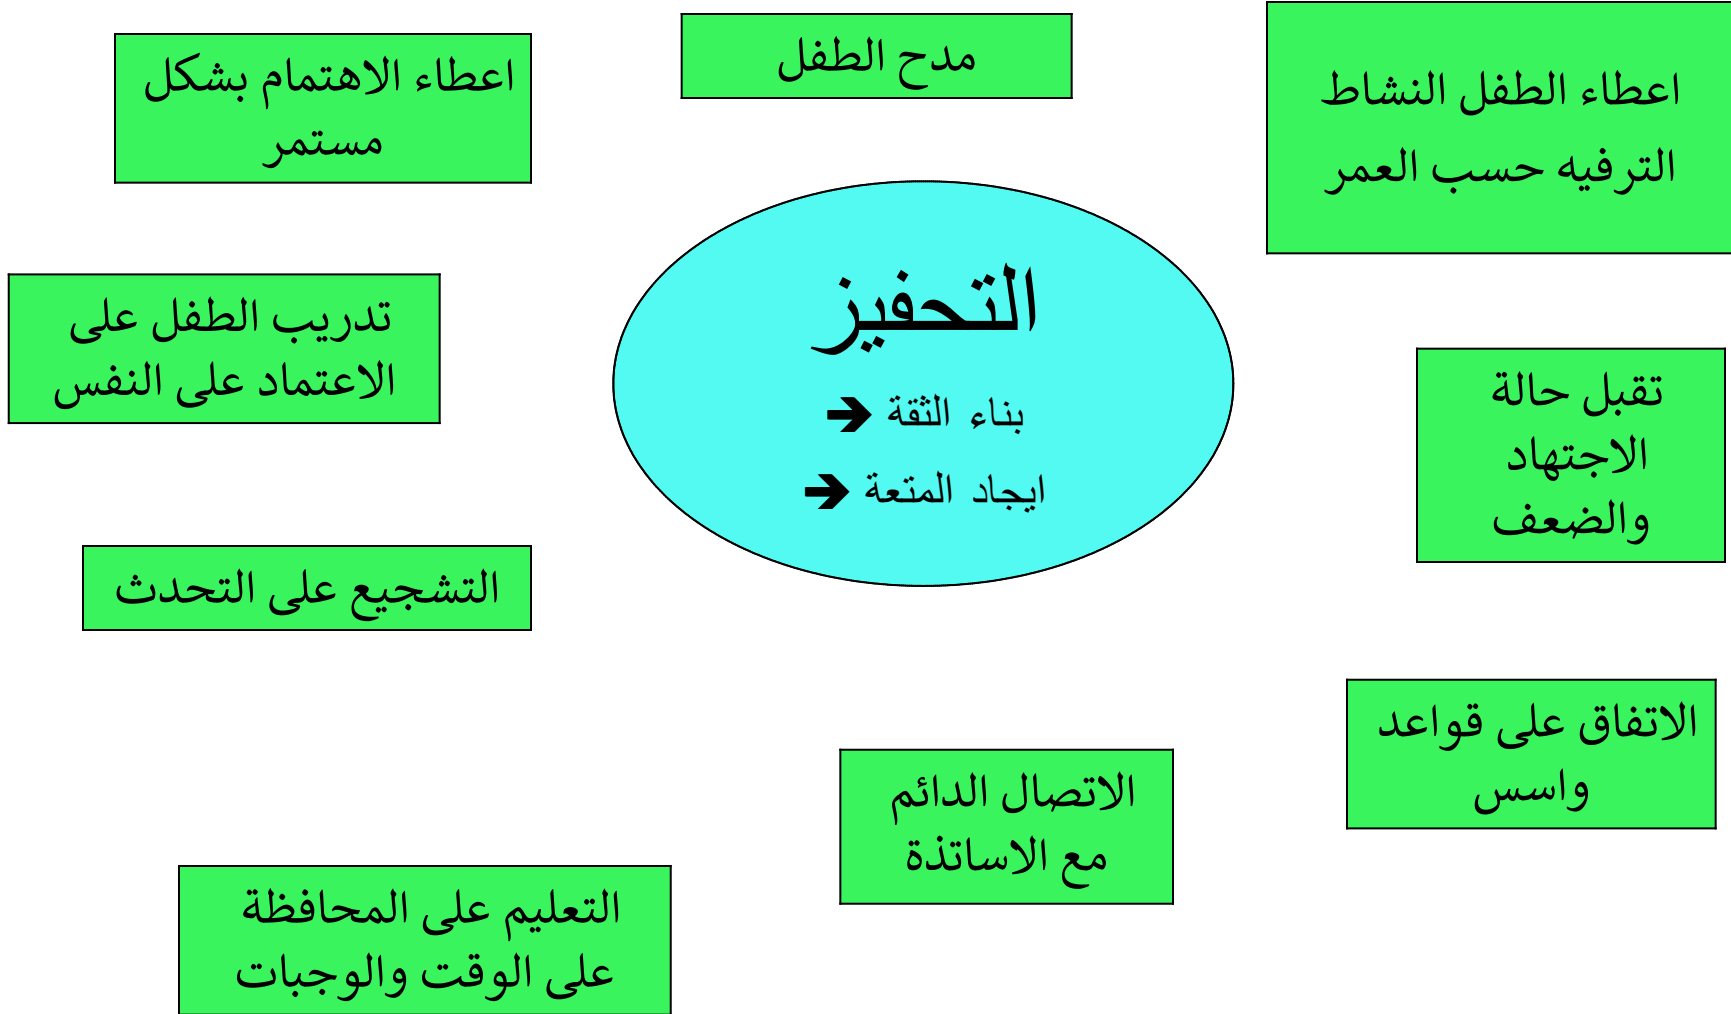 مدح الطفل
اعطاء الطفل النشاط
الترفيه حسب العمر
اعطاء الاهتمام بشكل
مستمر
التحفيز
بناء الثقة ➔
ايجاد المتعة ➔
تدريب الطفل على
الاعتماد على النفس
تقبل حالة
الاجتهاد
والضعف
التشجيع على التحدث
الاتفاق على قواعد
واسس
الاتصال الدائم
مع الاساتذة
التعليم على المحافظة
على الوقت والوجبات